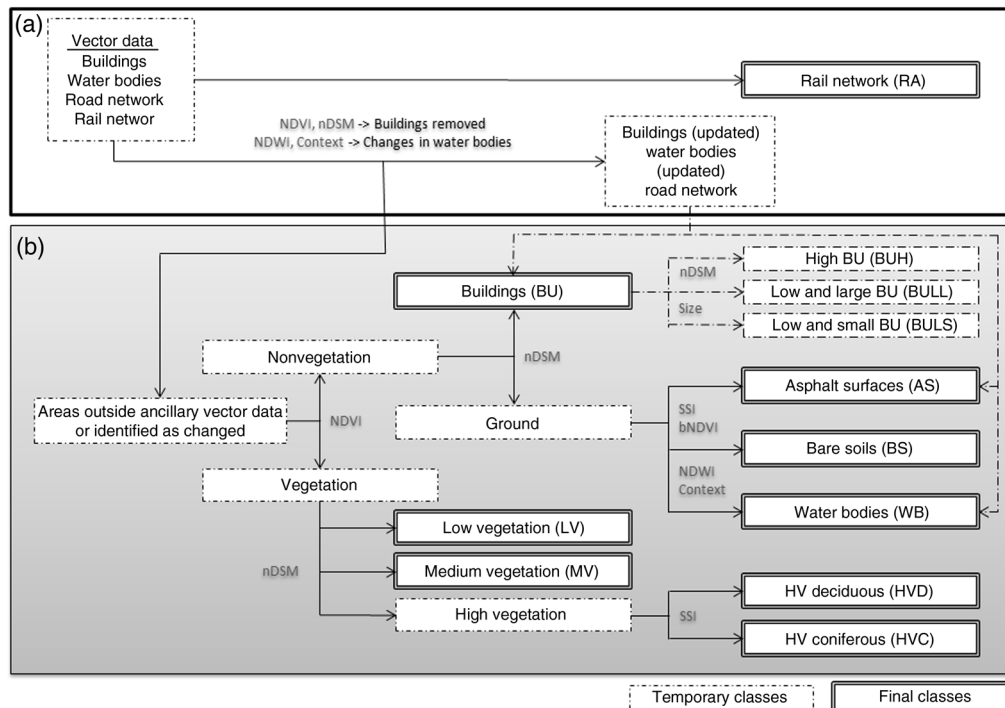 (a)
Vector data
Buildings
Water bodies
Road network
Rail networ
Rail network (RA)
NDVI, nDSM -> Buildings removed
NDWI, Context -> Changes in water bodies
Buildings (updated)
water bodies
(updated)
road network
(b)
Buildings (BU)
nDSM
Size
High BU (BUH)
Low and large BU (BULL)
Low and small BU (BULS)
Nonvegetation
nDSM
Areas outside ancillary vector data
or identified as changed
NDVI
Ground
SSI
bNDVI
NDWI
Context
Asphalt surfaces (AS)
Bare soils (BS)
Water bodies (WB)
Vegetation
nDSM
Low vegetation (LV)
Medium vegetation (MV)
High vegetation
SSI
HV deciduous (HVD)
HV coniferous (HVC)
Temporary classes
Final classes